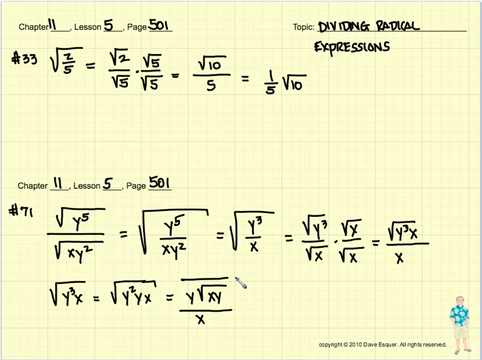 Chapter 11, Lesson 5, Page 501
Topic: DIVIDING RADICAL
EXPRESSIONS
#33 √(2/5) = √2/√5 · √5/√5 = √10/5 = 1/5 √10
Chapter 11, Lesson 5, Page 501
#71 √(y⁵)/√(xy²) = √(y⁵/xy²) = √(y³/x) = √(y³)/√x · √x/√x = √(y³x)/x
√(y³x) = √(y²yx) = y√(xy)/x
copyright © 2010 Dave Esquer. All rights reserved.